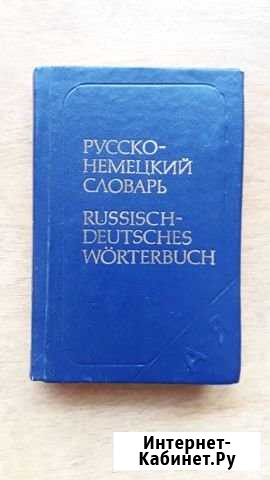 РУССКО-
НЕМЕЦКИЙ
СЛОВАРЬ
RUSSISCH-
DEUTSCHES
WÖRTERBUCH
Интернет-
Кабинет.Ру